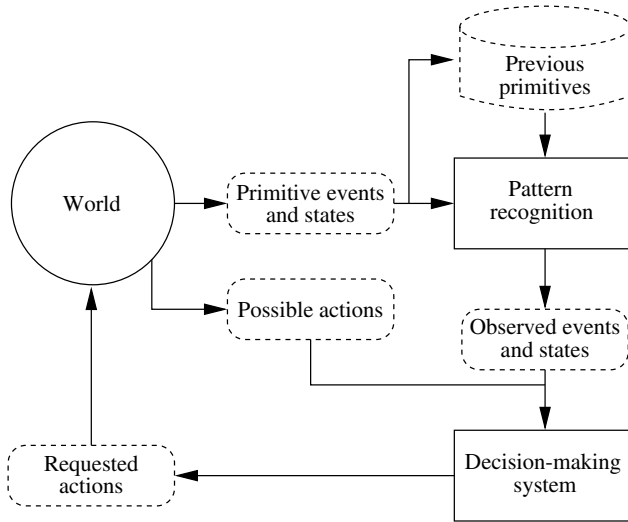 Previous
primitives
World
Primitive events
and states
Pattern
recognition
Possible actions
Observed events
and states
Requested
actions
Decision-making
system